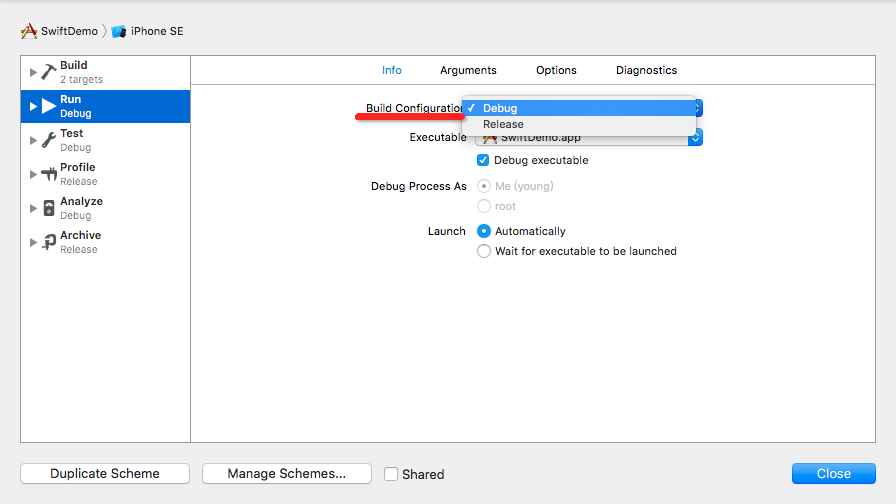 SwiftDemo iPhone SE
Build
2 targets
Run
Debug
Test
Debug
Profile
Release
Analyze
Debug
Archive
Release
Info Arguments Options Diagnostics
Build Configuration Debug
Release
Executable SwiftDemo.app
Debug executable
Debug Process As Me (young)
root
Launch Automatically
Wait for executable to be launched
Duplicate Scheme Manage Schemes... Shared Close